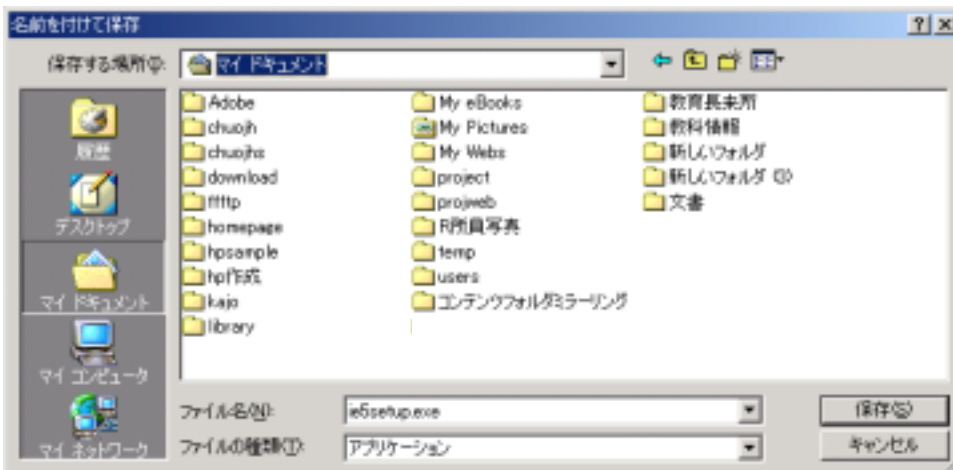 名前を付けて保存
保存する場所(I):
マイ ドキュメント
履歴
デスクトップ
マイ ドキュメント
マイ コンピュータ
マイ ネットワーク
Adobe
chuojh
chuojhs
download
ffftp
homepage
hpsample
hp作成
kajo
library
My eBooks
My Pictures
My Webs
project
projweb
R所員写真
temp
users
コンテンツフォルダミラーリング
教育長来所
教科情報
新しいフォルダ
新しいフォルダ (3)
文書
ファイル名(N):
ie5setup.exe
保存(S)
ファイルの種類(T):
アプリケーション
キャンセル